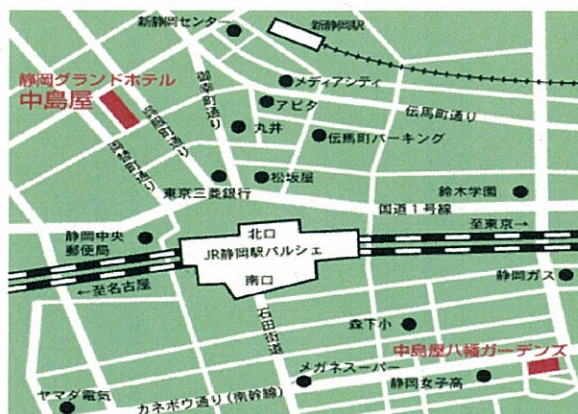 新静岡センター
新静岡駅
静岡グランドホテル
中島屋
御幸町通り
メディアシティ
アピタ
伝馬町通り
丸井
伝馬町パーキング
呉服町通り
両替町通り
東京三菱銀行
松坂屋
鈴木学園
国道1号線
静岡中央
郵便局
北口
至東京→
JR静岡駅パルシェ
南口
静岡ガス
←至名古屋
石田街道
森下小
中島屋八幡ガーデンズ
メガネスーパー
静岡女子高
ヤマダ電気
カネボウ通り(南幹線)